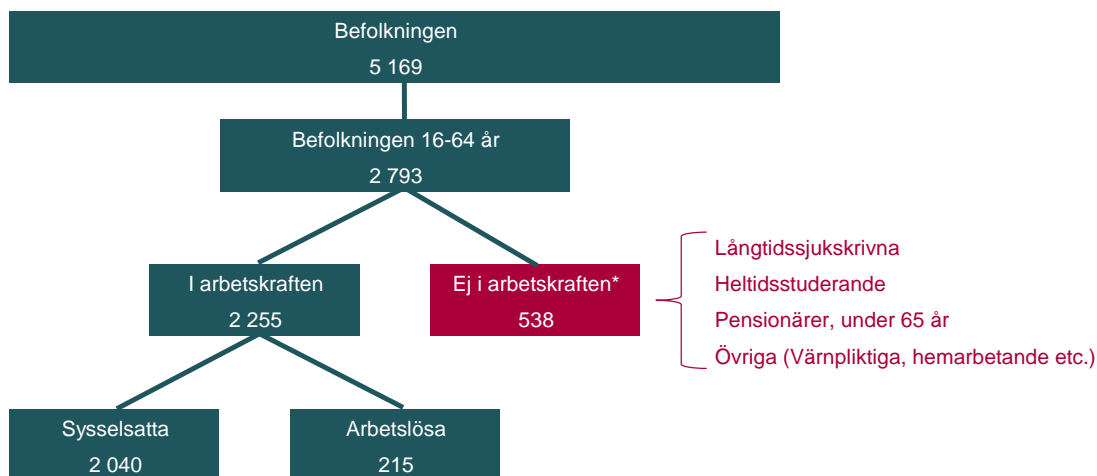 Befolkningen
5 169
Befolkningen 16-64 år
2 793
I arbetskraften
2 255
Ej i arbetskraften*
538
Långtidssjukskrivna
Heltidsstuderande
Pensionärer, under 65 år
Övriga (Värnpliktiga, hemarbetande etc.)
Sysselsatta
2 040
Arbetslösa
215